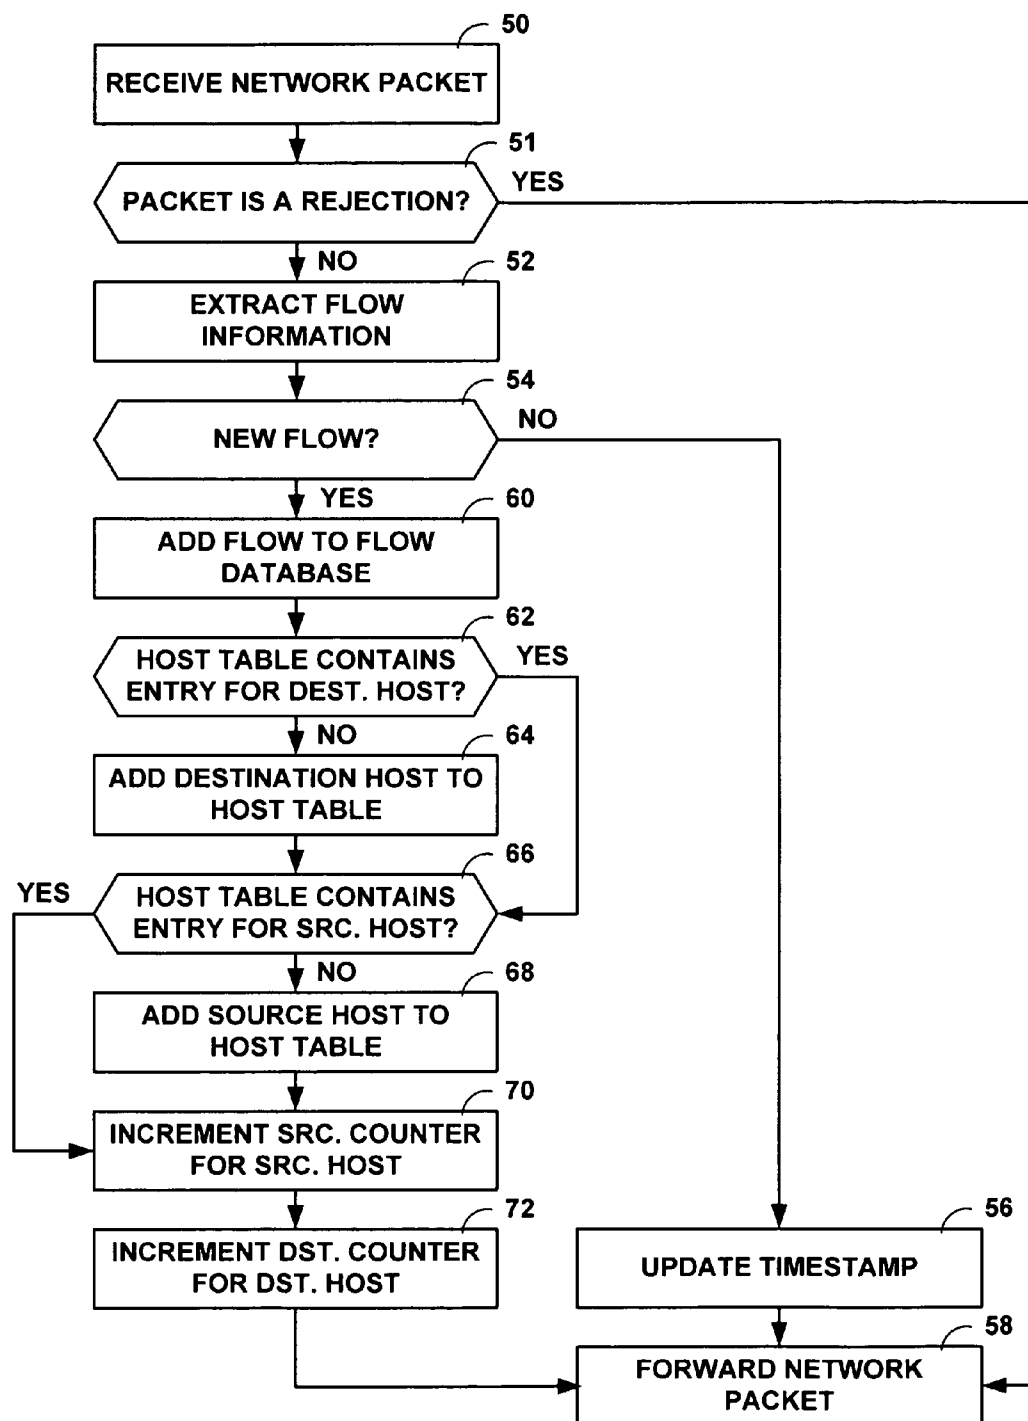 50
RECEIVE NETWORK PACKET
51
PACKET IS A REJECTION?
YES
NO
52
EXTRACT FLOW
INFORMATION
54
NEW FLOW?
NO
YES
60
ADD FLOW TO FLOW
DATABASE
62
HOST TABLE CONTAINS
ENTRY FOR DEST. HOST?
YES
NO
64
ADD DESTINATION HOST TO
HOST TABLE
66
YES
HOST TABLE CONTAINS
ENTRY FOR SRC. HOST?
NO
68
ADD SOURCE HOST TO
HOST TABLE
70
INCREMENT SRC. COUNTER
FOR SRC. HOST
72
INCREMENT DST. COUNTER
FOR DST. HOST
56
UPDATE TIMESTAMP
58
FORWARD NETWORK
PACKET